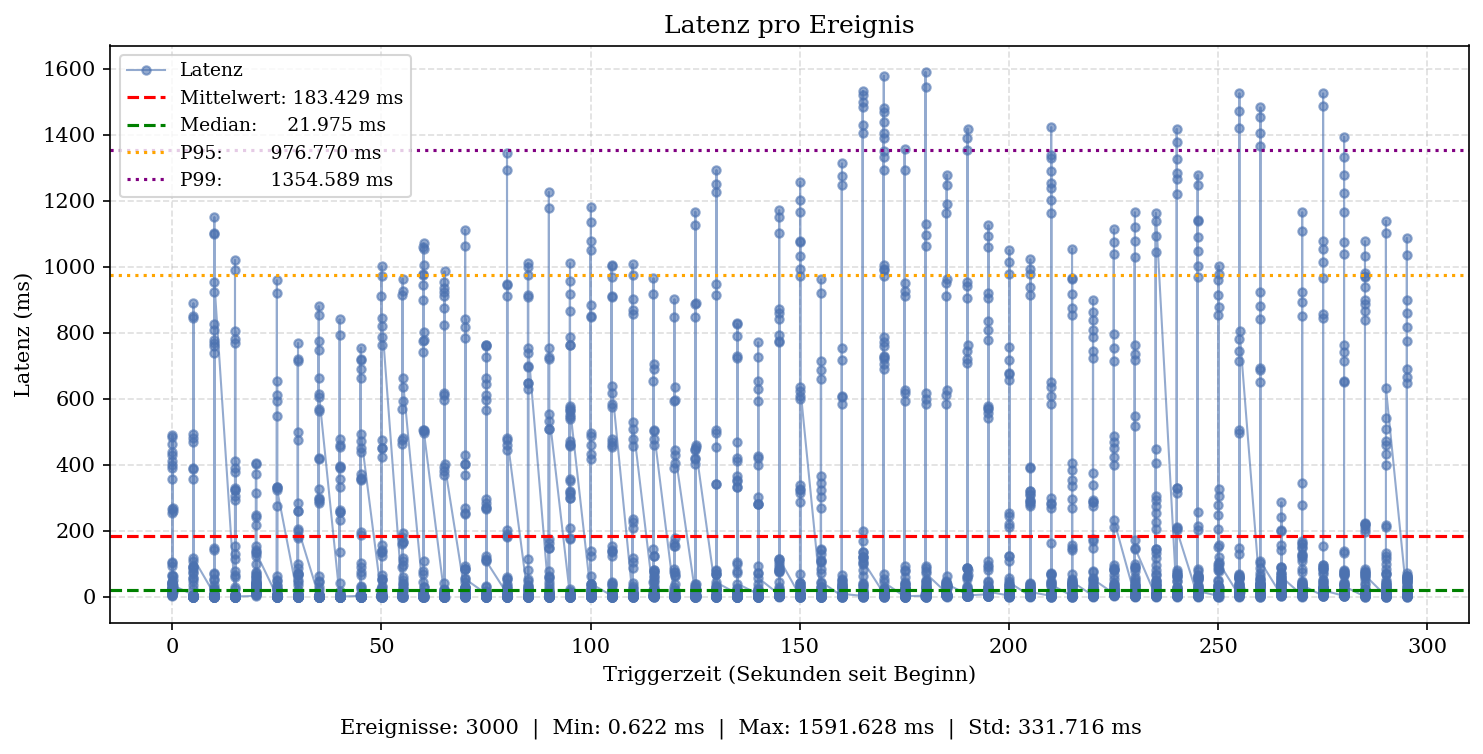 Latenz pro Ereignis
Latenz (ms)
1600
1400
1200
1000
800
600
400
200
0
Latenz
Mittelwert: 183.429 ms
Median: 21.975 ms
P95: 976.770 ms
P99: 1354.589 ms
0 50 100 150 200 250 300
Triggerzeit (Sekunden seit Beginn)
Ereignisse: 3000 | Min: 0.622 ms | Max: 1591.628 ms | Std: 331.716 ms